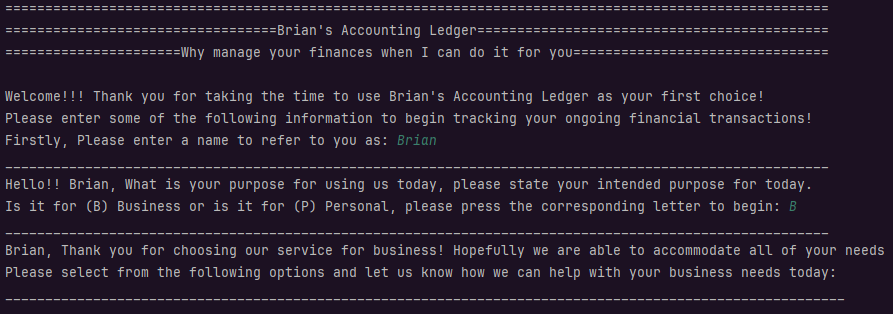 =======================================================================================================
==================================Brian's Accounting Ledger============================================
======================Why manage your finances when I can do it for you================================
Welcome!!! Thank you for taking the time to use Brian's Accounting Ledger as your first choice!
Please enter some of the following information to begin tracking your ongoing financial transactions!
Firstly, Please enter a name to refer to you as: Brian
_______________________________________________________________________________________________________
Hello!! Brian, What is your purpose for using us today, please state your intended purpose for today.
Is it for (B) Business or is it for (P) Personal, please press the corresponding letter to begin: B
_______________________________________________________________________________________________________
Brian, Thank you for choosing our service for business! Hopefully we are able to accommodate all of your needs
Please select from the following options and let us know how we can help with your business needs today:
_________________________________________________________________________________________________________